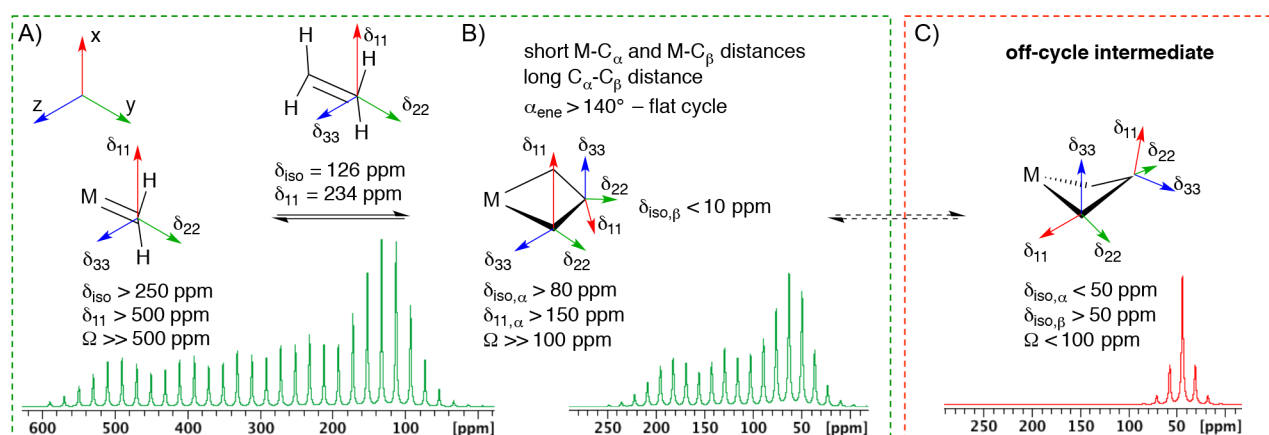 A)
x
z
y
H
H
H
H
δ11
δ22
δ33
δiso = 126 ppm
δ11 = 234 ppm
δ11
M
H
H
δ22
δ33
δiso > 250 ppm
δ11 > 500 ppm
Ω >> 500 ppm
600 500 400 300 200 100 [ppm]
B)
short M-Cα and M-Cβ distances
long Cα-Cβ distance
αene > 140° – flat cycle
δ11
δ33
M
δ22
δ11
δ33
δ22
δiso,β < 10 ppm
δiso,α > 80 ppm
δ11,α > 150 ppm
Ω >> 100 ppm
250 200 150 100 50 [ppm]
C)
off-cycle intermediate
δ11
δ33
δ22
M
δ33
δ11
δ22
δiso,α < 50 ppm
δiso,β > 50 ppm
Ω < 100 ppm
250 200 150 100 50 [ppm]